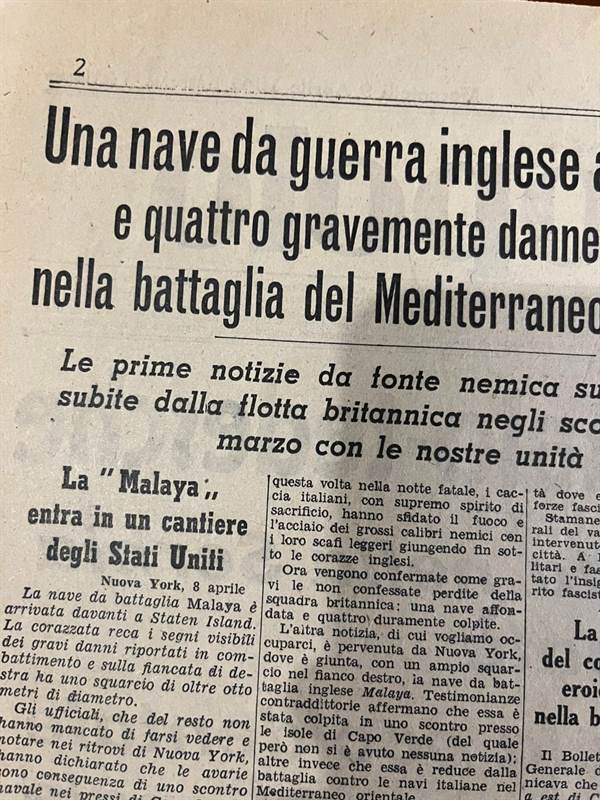 2
Una nave da guerra inglese a
e quattro gravemente danne
nella battaglia del Mediterraneo
Le prime notizie da fonte nemica su
subite dalla flotta britannica negli sco
marzo con le nostre unità
La "Malaya„
entra in un cantiere
degli Stati Uniti
Nuova York, 8 aprile
La nave da battaglia Malaya è
arrivata davanti a Staten Island.
La corazzata reca i segni visibili
dei gravi danni riportati in com-
battimento e sulla fiancata di de-
stra ha uno squarcio di oltre otto
metri di diametro.
Gli ufficiali, che del resto non
hanno mancato di farsi vedere e
notare nei ritrovi di Nuova York,
hanno dichiarato che le avarie
sono conseguenza di uno scontro
navale nei pressi di
questa volta nella notte fatale, i cac-
cia italiani, con supremo spirito di
sacrificio, hanno sfidato il fuoco e
l'acciaio dei grossi calibri nemici con
i loro scafi leggeri giungendo fin sot-
to le corazze inglesi.
Ora vengono confermate come gra-
vi le non confessate perdite della
squadra britannica: una nave affon-
data e quattro duramente colpite.
L'altra notizia, di cui vogliamo oc-
cuparci, è pervenuta da Nuova York,
dove è giunta, con un ampio squar-
cio nel fianco destro, la nave da bat-
taglia inglese Malaya. Testimonianze
contraddittorie affermano che essa è
stata colpita in uno scontro presso
le isole di Capo Verde (del quale
però non si è avuto nessuna notizia);
altre invece che essa è reduce dalla
battaglia contro le navi italiane nel
Mediterraneo orientale.
tà dove e
forze fasci
Stamane
rali del va
intervenut
città. A
litari e fas
tato l'insig
rito fascist
La
del co
eroi
nella b
Il Bollet
Generale d
nicava che
est di C